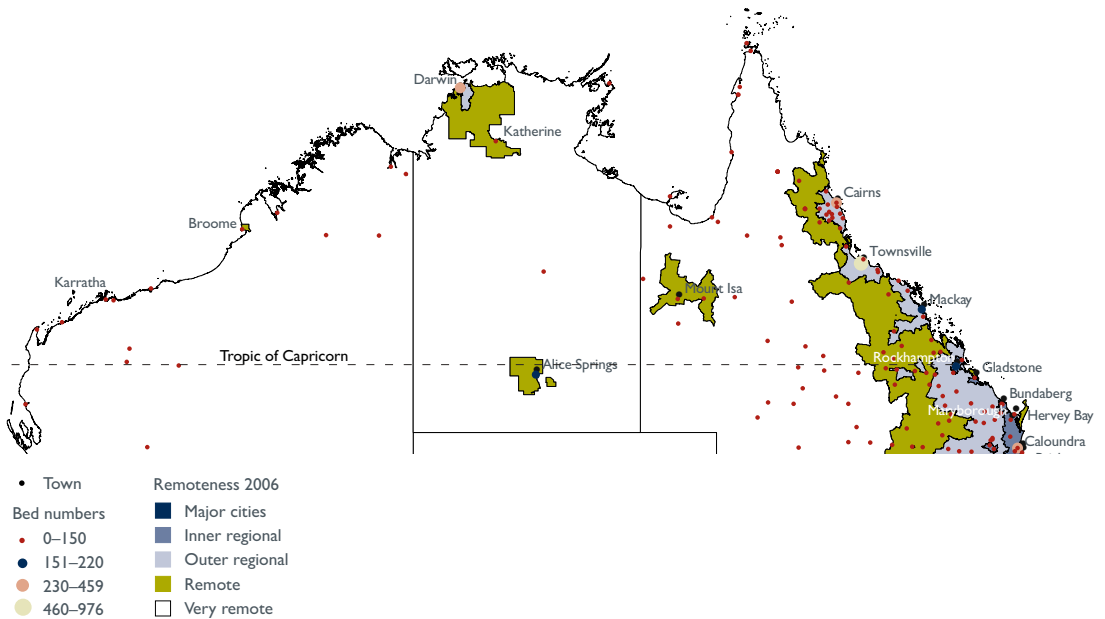 Darwin
Katherine
Cairns
Broome
Townsville
Karratha
Mount Isa
Mackay
Tropic of Capricorn
Rockhampton
Alice Springs
Gladstone
Bundaberg
Maryborough
Hervey Bay
Caloundra
Town
Remoteness 2006
Bed numbers
Major cities
0–150
Inner regional
151–220
Outer regional
230–459
Remote
460–976
Very remote